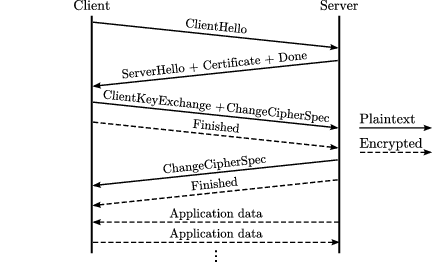 Client
Server
ClientHello
ServerHello + Certificate + Done
ClientKeyExchange +ChangeCipherSpec
Finished
Plaintext
Encrypted
ChangeCipherSpec
Finished
Application data
Application data
⋮